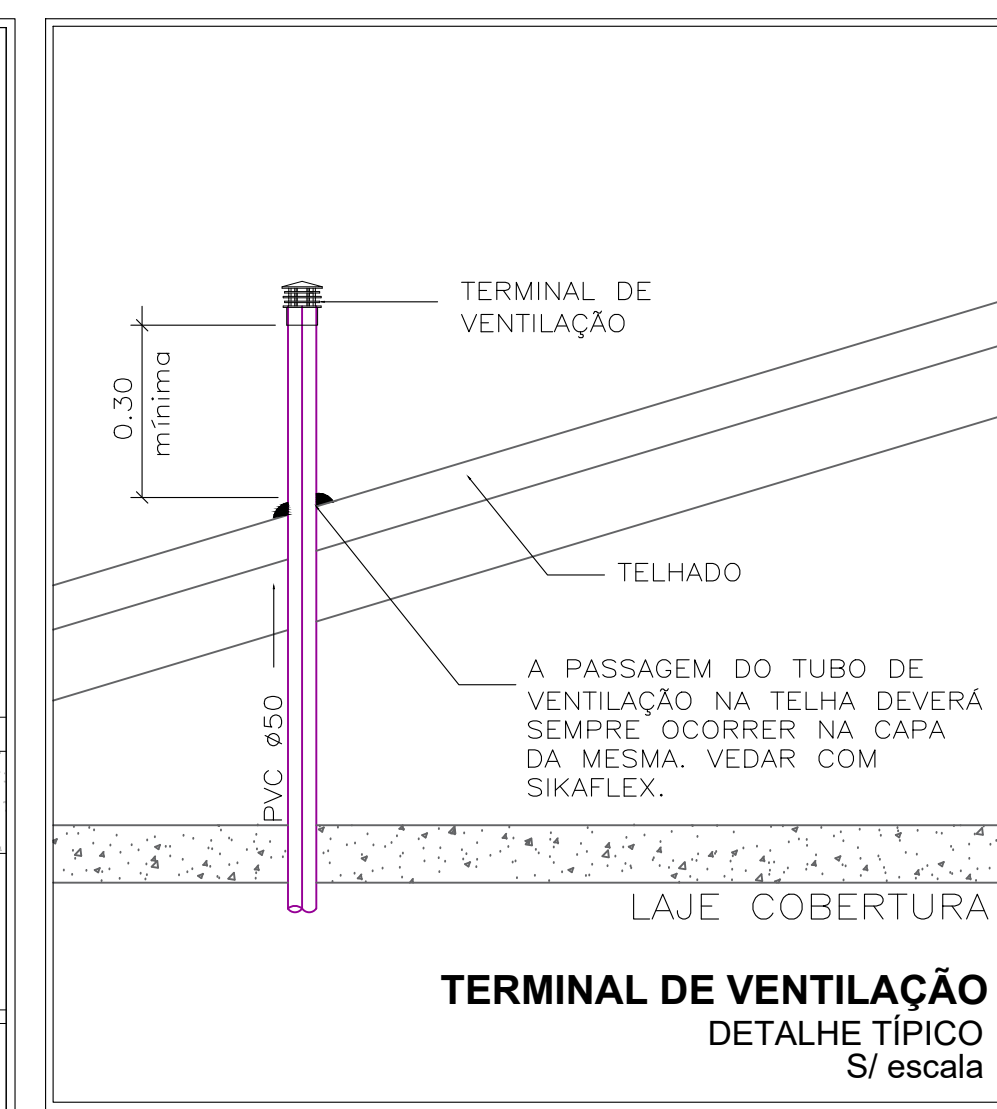 TERMINAL DE
VENTILAÇÃO
0.30
mínima
TELHADO
A PASSAGEM DO TUBO DE
VENTILAÇÃO NA TELHA DEVERÁ
SEMPRE OCORRER NA CAPA
DA MESMA. VEDAR COM
SIKAFLEX.
PVC ø50
LAJE COBERTURA
TERMINAL DE VENTILAÇÃO
DETALHE TÍPICO
S/ escala